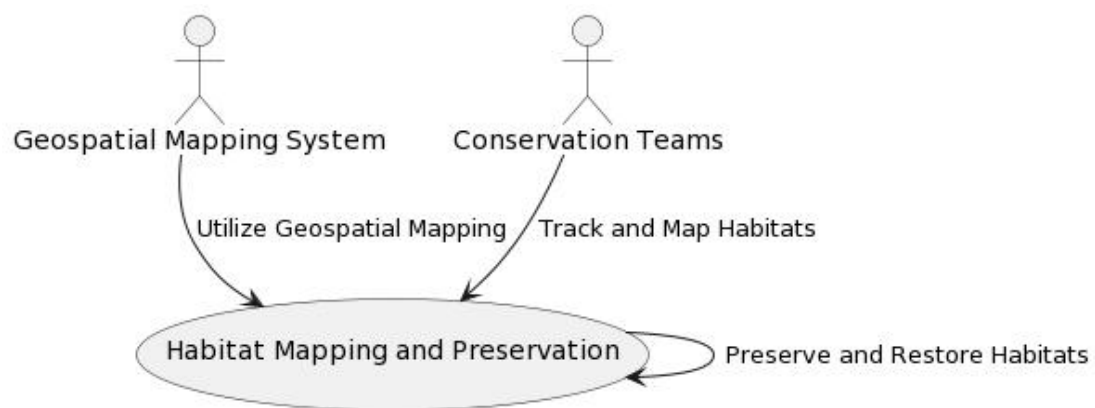 Geospatial Mapping System
Conservation Teams
Utilize Geospatial Mapping
Track and Map Habitats
Habitat Mapping and Preservation
Preserve and Restore Habitats